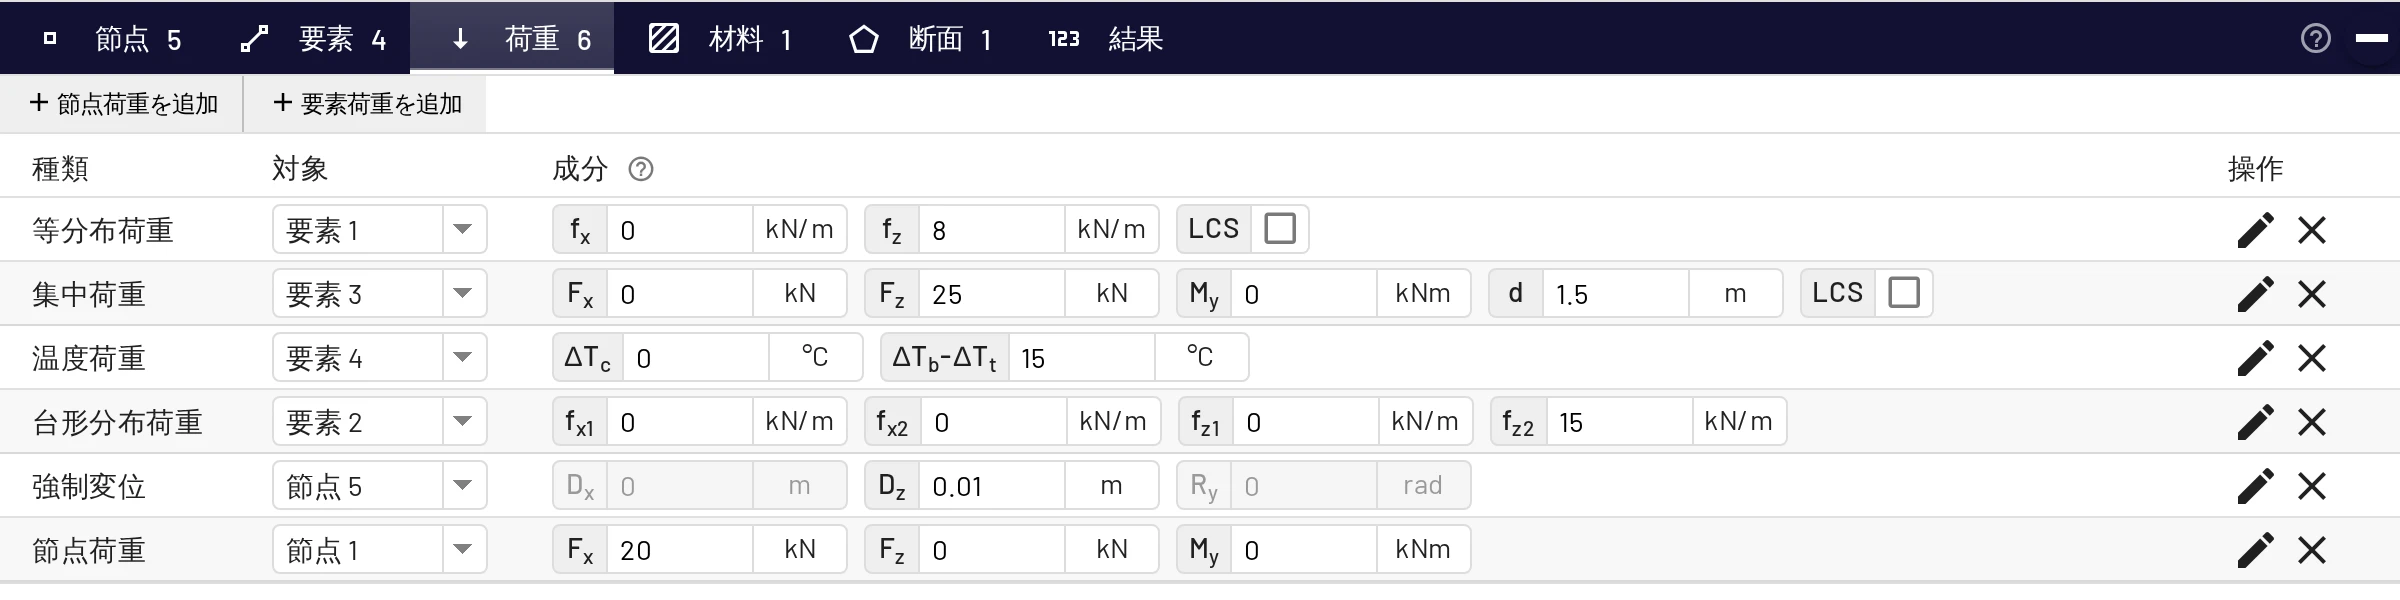 節点 5 要素 4 荷重 6 材料 1 断面 1 123 結果 ?
+ 節点荷重を追加 + 要素荷重を追加
種類 対象 成分 ? 操作
等分布荷重 要素 1 fx 0 kN/m fz 8 kN/m LCS
集中荷重 要素 3 Fx 0 kN Fz 25 kN My 0 kNm d 1.5 m LCS
温度荷重 要素 4 ΔTc 0 °C ΔTb-ΔTt 15 °C
台形分布荷重 要素 2 fx1 0 kN/m fx2 0 kN/m fz1 0 kN/m fz2 15 kN/m
強制変位 節点 5 Dx 0 m Dz 0.01 m Ry 0 rad
節点荷重 節点 1 Fx 20 kN Fz 0 kN My 0 kNm